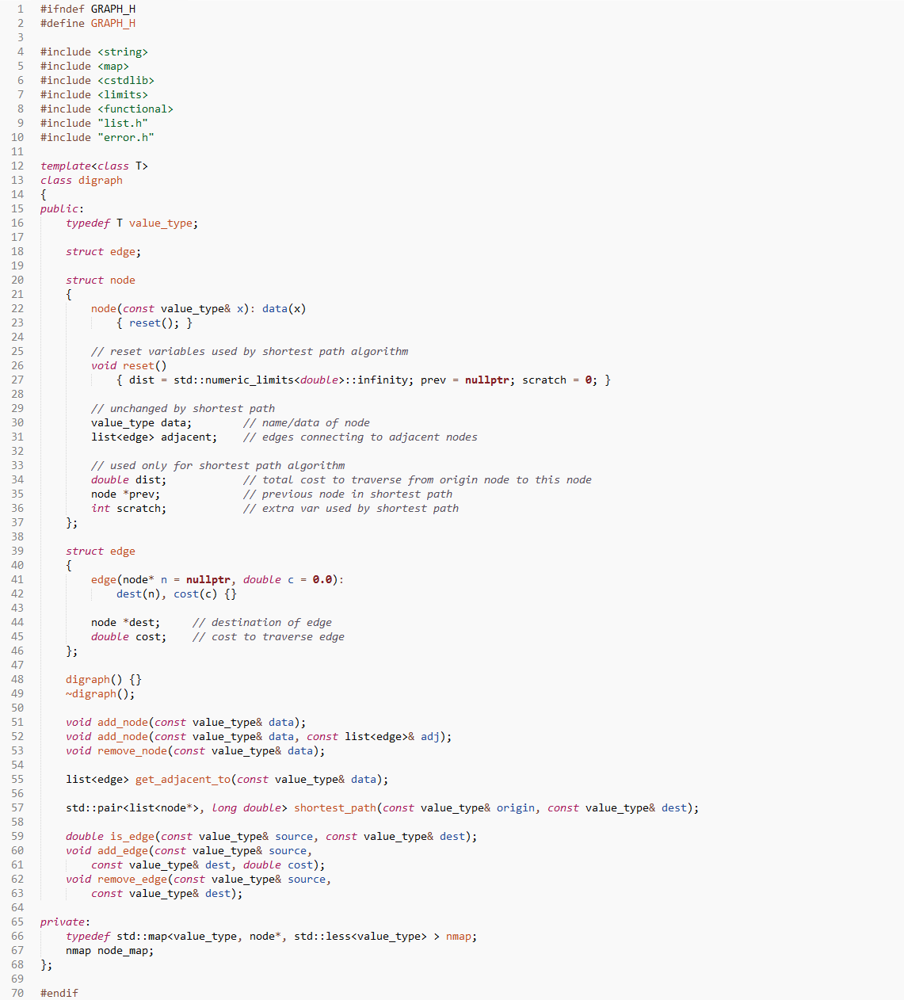 1 #ifndef GRAPH_H
2 #define GRAPH_H
3
4 #include <string>
5 #include <map>
6 #include <cstdlib>
7 #include <limits>
8 #include <functional>
9 #include "list.h"
10 #include "error.h"
11
12 template<class T>
13 class digraph
14 {
15 public:
16     typedef T value_type;
17
18     struct edge;
19
20     struct node
21     {
22         node(const value_type& x): data(x)
23             { reset(); }
24
25         // reset variables used by shortest path algorithm
26         void reset()
27             { dist = std::numeric_limits<double>::infinity; prev = nullptr; scratch = 0; }
28
29         // unchanged by shortest path
30         value_type data;        // name/data of node
31         list<edge> adjacent;    // edges connecting to adjacent nodes
32
33         // used only for shortest path algorithm
34         double dist;            // total cost to traverse from origin node to this node
35         node *prev;             // previous node in shortest path
36         int scratch;            // extra var used by shortest path
37     };
38
39     struct edge
40     {
41         edge(node* n = nullptr, double c = 0.0):
42             dest(n), cost(c) {}
43
44         node *dest;     // destination of edge
45         double cost;    // cost to traverse edge
46     };
47
48     digraph() {}
49     ~digraph();
50
51     void add_node(const value_type& data);
52     void add_node(const value_type& data, const list<edge>& adj);
53     void remove_node(const value_type& data);
54
55     list<edge> get_adjacent_to(const value_type& data);
56
57     std::pair<list<node*>, long double> shortest_path(const value_type& origin, const value_type& dest);
58
59     double is_edge(const value_type& source, const value_type& dest);
60     void add_edge(const value_type& source,
61         const value_type& dest, double cost);
62     void remove_edge(const value_type& source,
63         const value_type& dest);
64
65 private:
66     typedef std::map<value_type, node*, std::less<value_type> > nmap;
67     nmap node_map;
68 };
69
70 #endif